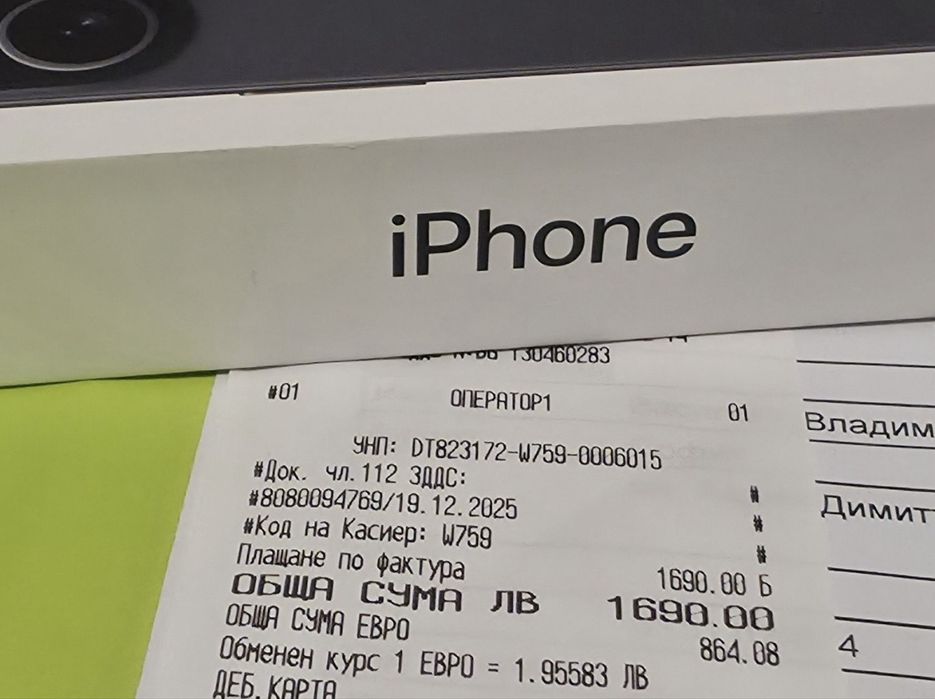 iPhone
130460283
#01 ОПЕРАТОР1 01
УНП: DT823172-W759-0006015
#Док. чл.112 ЗДДС: #
#8080094769/19.12.2025 #
#Код на Касиер: W759 #
Плащане по фактура 1690.00 Б
ОБЩА СУМА ЛВ 1690.00
ОБЩА СУМА ЕВРО 864.08
Обменен курс 1 ЕВРО = 1.95583 ЛВ
ДЕБ.КАРТА
Владим
Димит
4